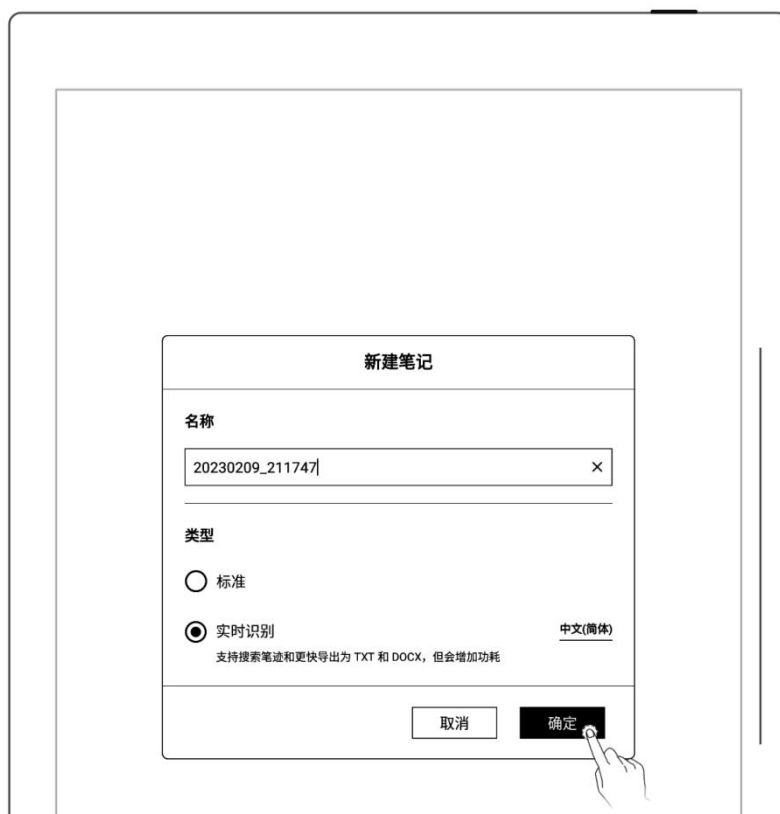 新建笔记
名称
20230209_211747
类型
标准
实时识别 中文(简体)
支持搜索笔迹和更快导出为 TXT 和 DOCX，但会增加功耗
取消 确定